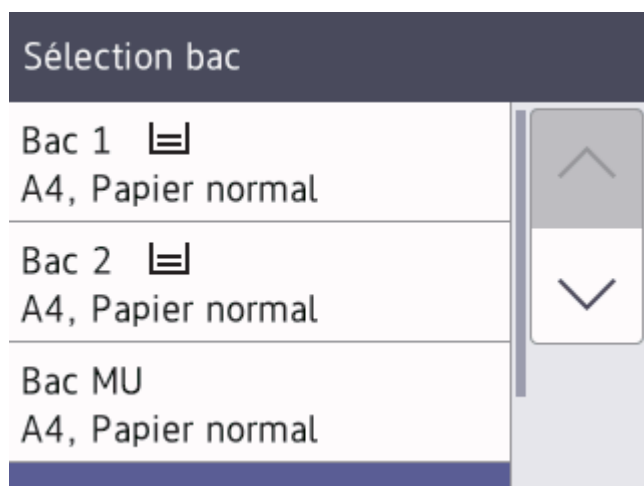 Sélection bac
Bac 1
A4, Papier normal
Bac 2
A4, Papier normal
Bac MU
A4, Papier normal